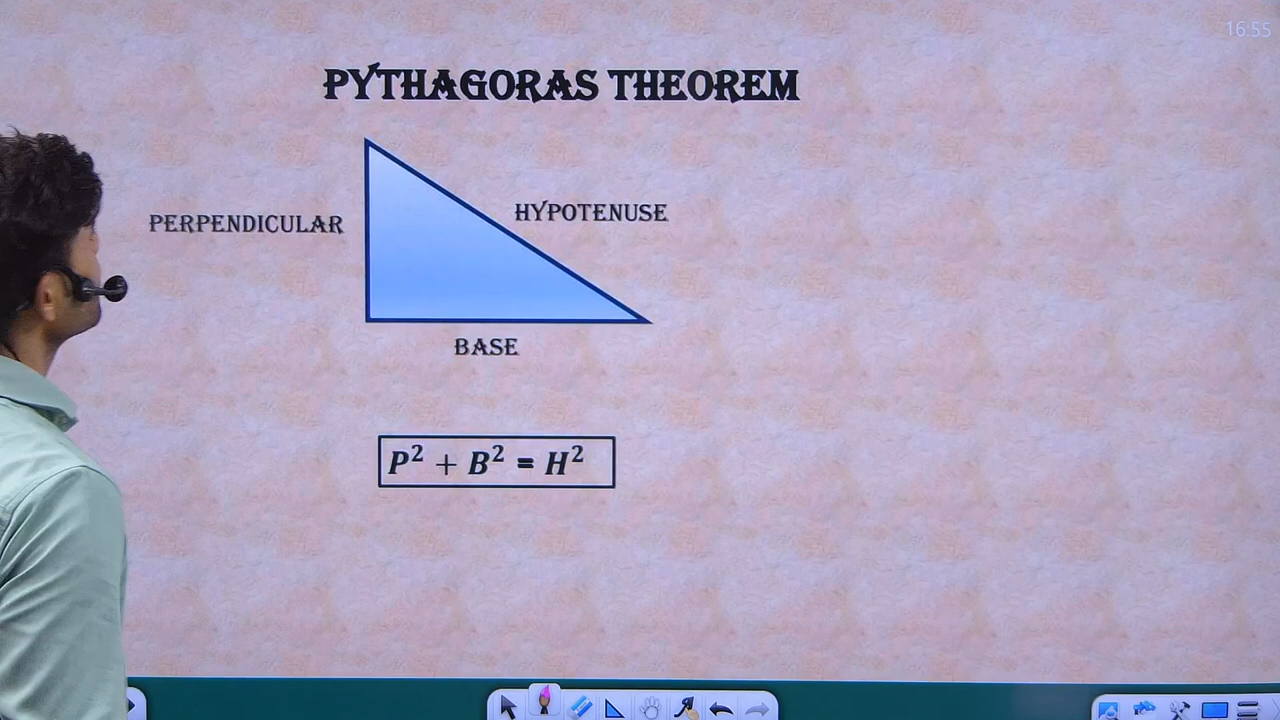 16:55
PYTHAGORAS THEOREM
PERPENDICULAR
HYPOTENUSE
BASE
P² + B² = H²